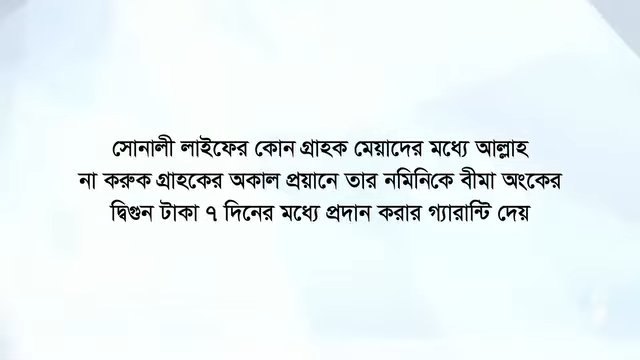 সোনালী লাইফের কোন গ্রাহক মেয়াদের মধ্যে আল্লাহ
না করুক গ্রাহকের অকাল প্রয়ানে তার নমিনিকে বীমা অংকের
দ্বিগুন টাকা ৭ দিনের মধ্যে প্রদান করার গ্যারান্টি দেয়